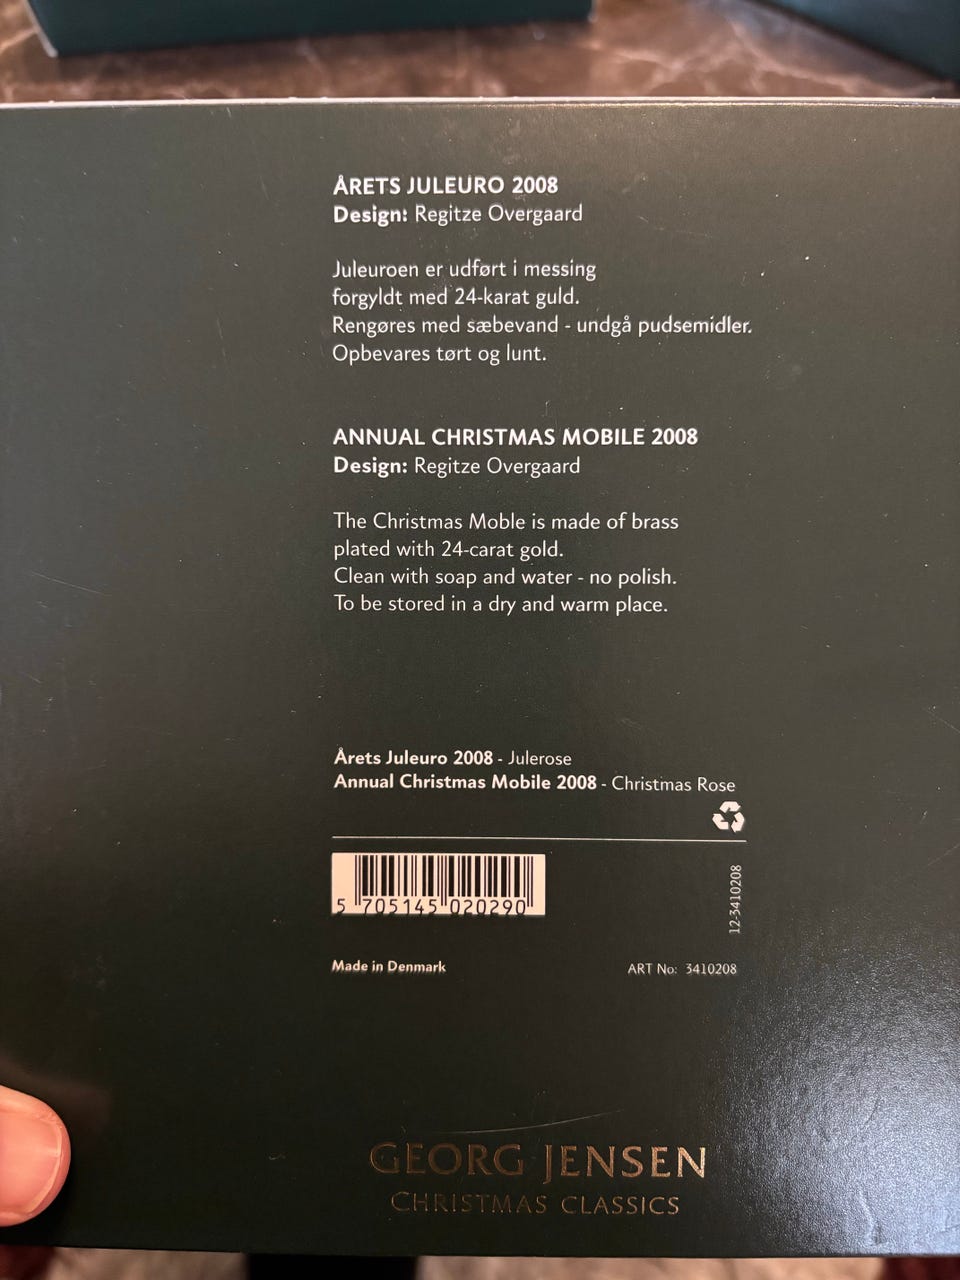 ÅRETS JULEURO 2008
Design: Regitze Overgaard
Juleuroen er udført i messing
forgyldt med 24-karat guld.
Rengøres med sæbevand - undgå pudsemidler.
Opbevares tørt og lunt.
ANNUAL CHRISTMAS MOBILE 2008
Design: Regitze Overgaard
The Christmas Moble is made of brass
plated with 24-carat gold.
Clean with soap and water - no polish.
To be stored in a dry and warm place.
Årets Juleuro 2008 - Julerose
Annual Christmas Mobile 2008 - Christmas Rose
5 705145 020290
12-3410208
Made in Denmark
ART No: 3410208
GEORG JENSEN
CHRISTMAS CLASSICS